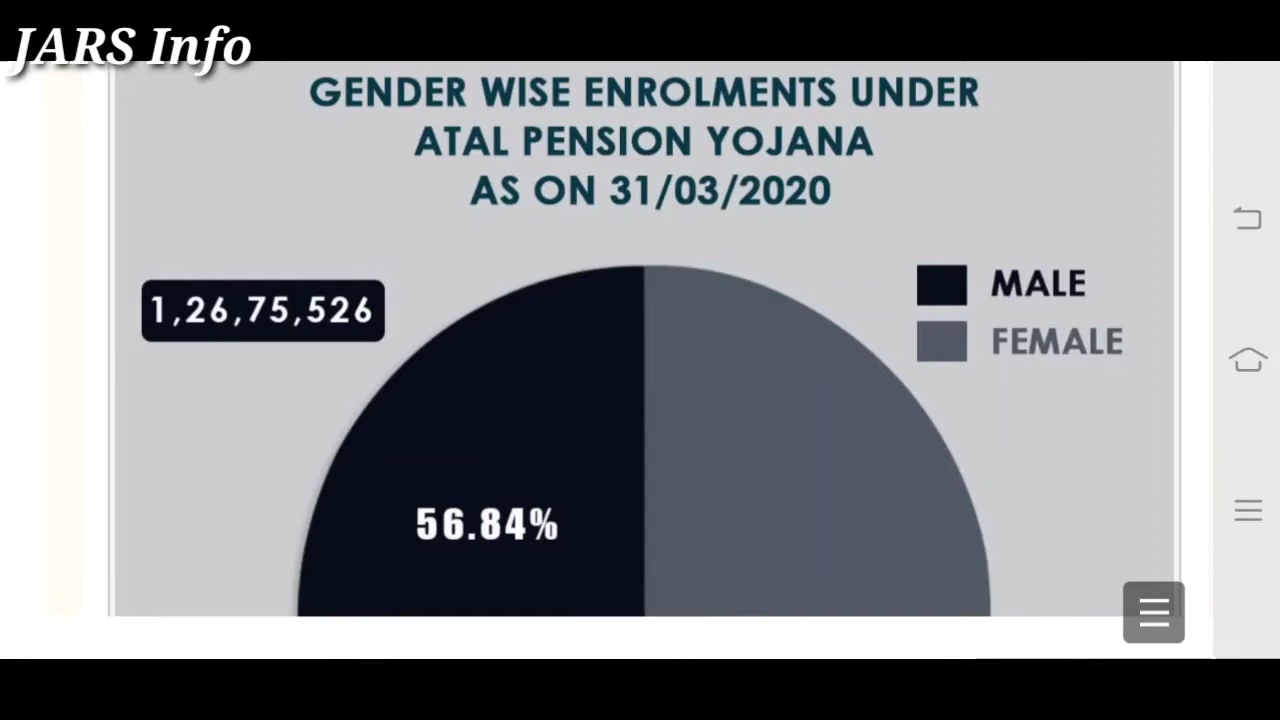 JARS Info
GENDER WISE ENROLMENTS UNDER
ATAL PENSION YOJANA
AS ON 31/03/2020
1,26,75,526
MALE
FEMALE
56.84%